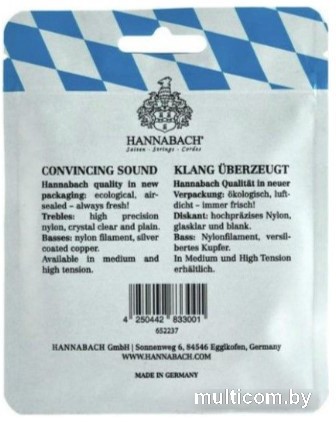 HANNABACH®
Saiten - Strings - Cordes
CONVINCING SOUND
Hannabach quality in new
packaging: ecological, air-
sealed – always fresh!
Trebles: high precision
nylon, crystal clear and plain.
Basses: nylon filament, silver
coated copper.
Available in medium and
high tension.
KLANG ÜBERZEUGT
Hannabach Qualität in neuer
Verpackung: ökologisch, luft-
dicht – immer frisch!
Diskant: hochpräzises Nylon,
glasklar und blank.
Bass: Nylonfilament, versil-
bertes Kupfer.
In Medium und High Tension
erhältlich.
4 250442 833001
652237
HANNABACH GmbH | Sonnenweg 6, 84546 Egglkofen, Germany
WWW.HANNABACH.COM
MADE IN GERMANY
multicom.by